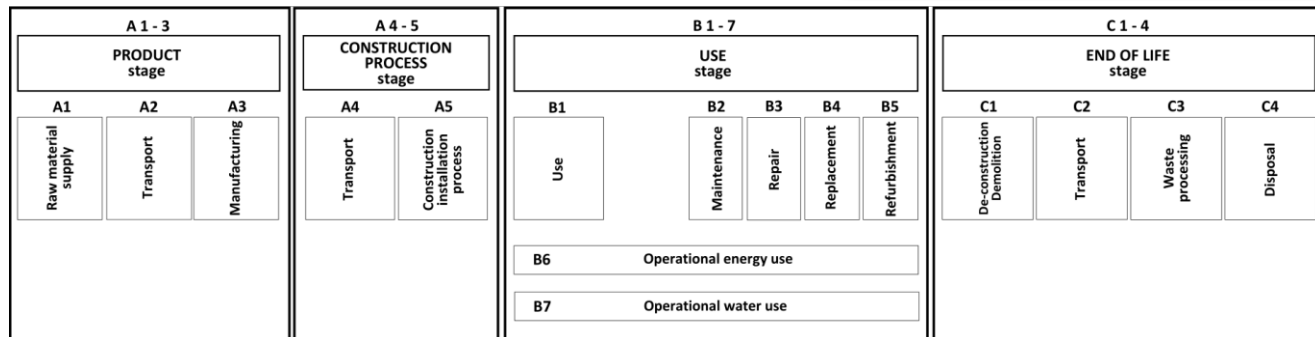 A 1 - 3
PRODUCT
stage
A1
A2
A3
Raw material
supply
Transport
Manufacturing
A 4 - 5
CONSTRUCTION
PROCESS
stage
A4
A5
Transport
Construction
installation
process
B 1 - 7
USE
stage
B1
B2
B3
B4
B5
Use
Maintenance
Repair
Replacement
Refurbishment
B6 Operational energy use
B7 Operational water use
C 1 - 4
END OF LIFE
stage
C1
C2
C3
C4
De-construction
Demolition
Transport
Waste
processing
Disposal